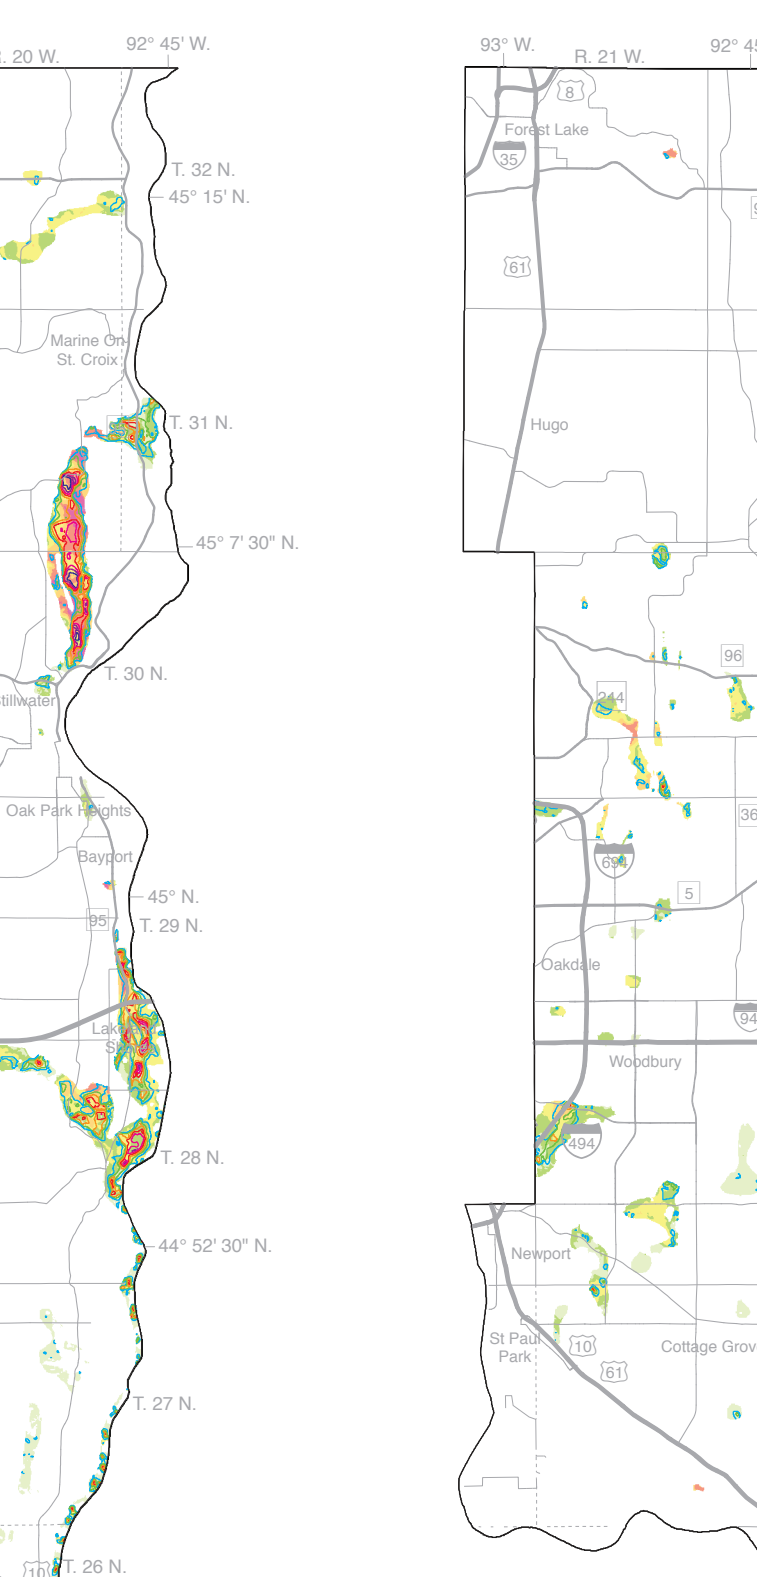 92° 45' W.
R. 20 W.
T. 32 N.
45° 15' N.
Marine On
St. Croix
T. 31 N.
45° 7' 30" N.
T. 30 N.
Stillwater
Oak Park Heights
Bayport
45° N.
95
T. 29 N.
T. 28 N.
44° 52' 30" N.
T. 27 N.
10
T. 26 N.
93° W.
R. 21 W.
92° 45
8
Forest Lake
35
61
Hugo
96
244
36
694
5
Oakdale
94
Woodbury
494
Newport
St Paul
Park
10
61
Cottage Grov